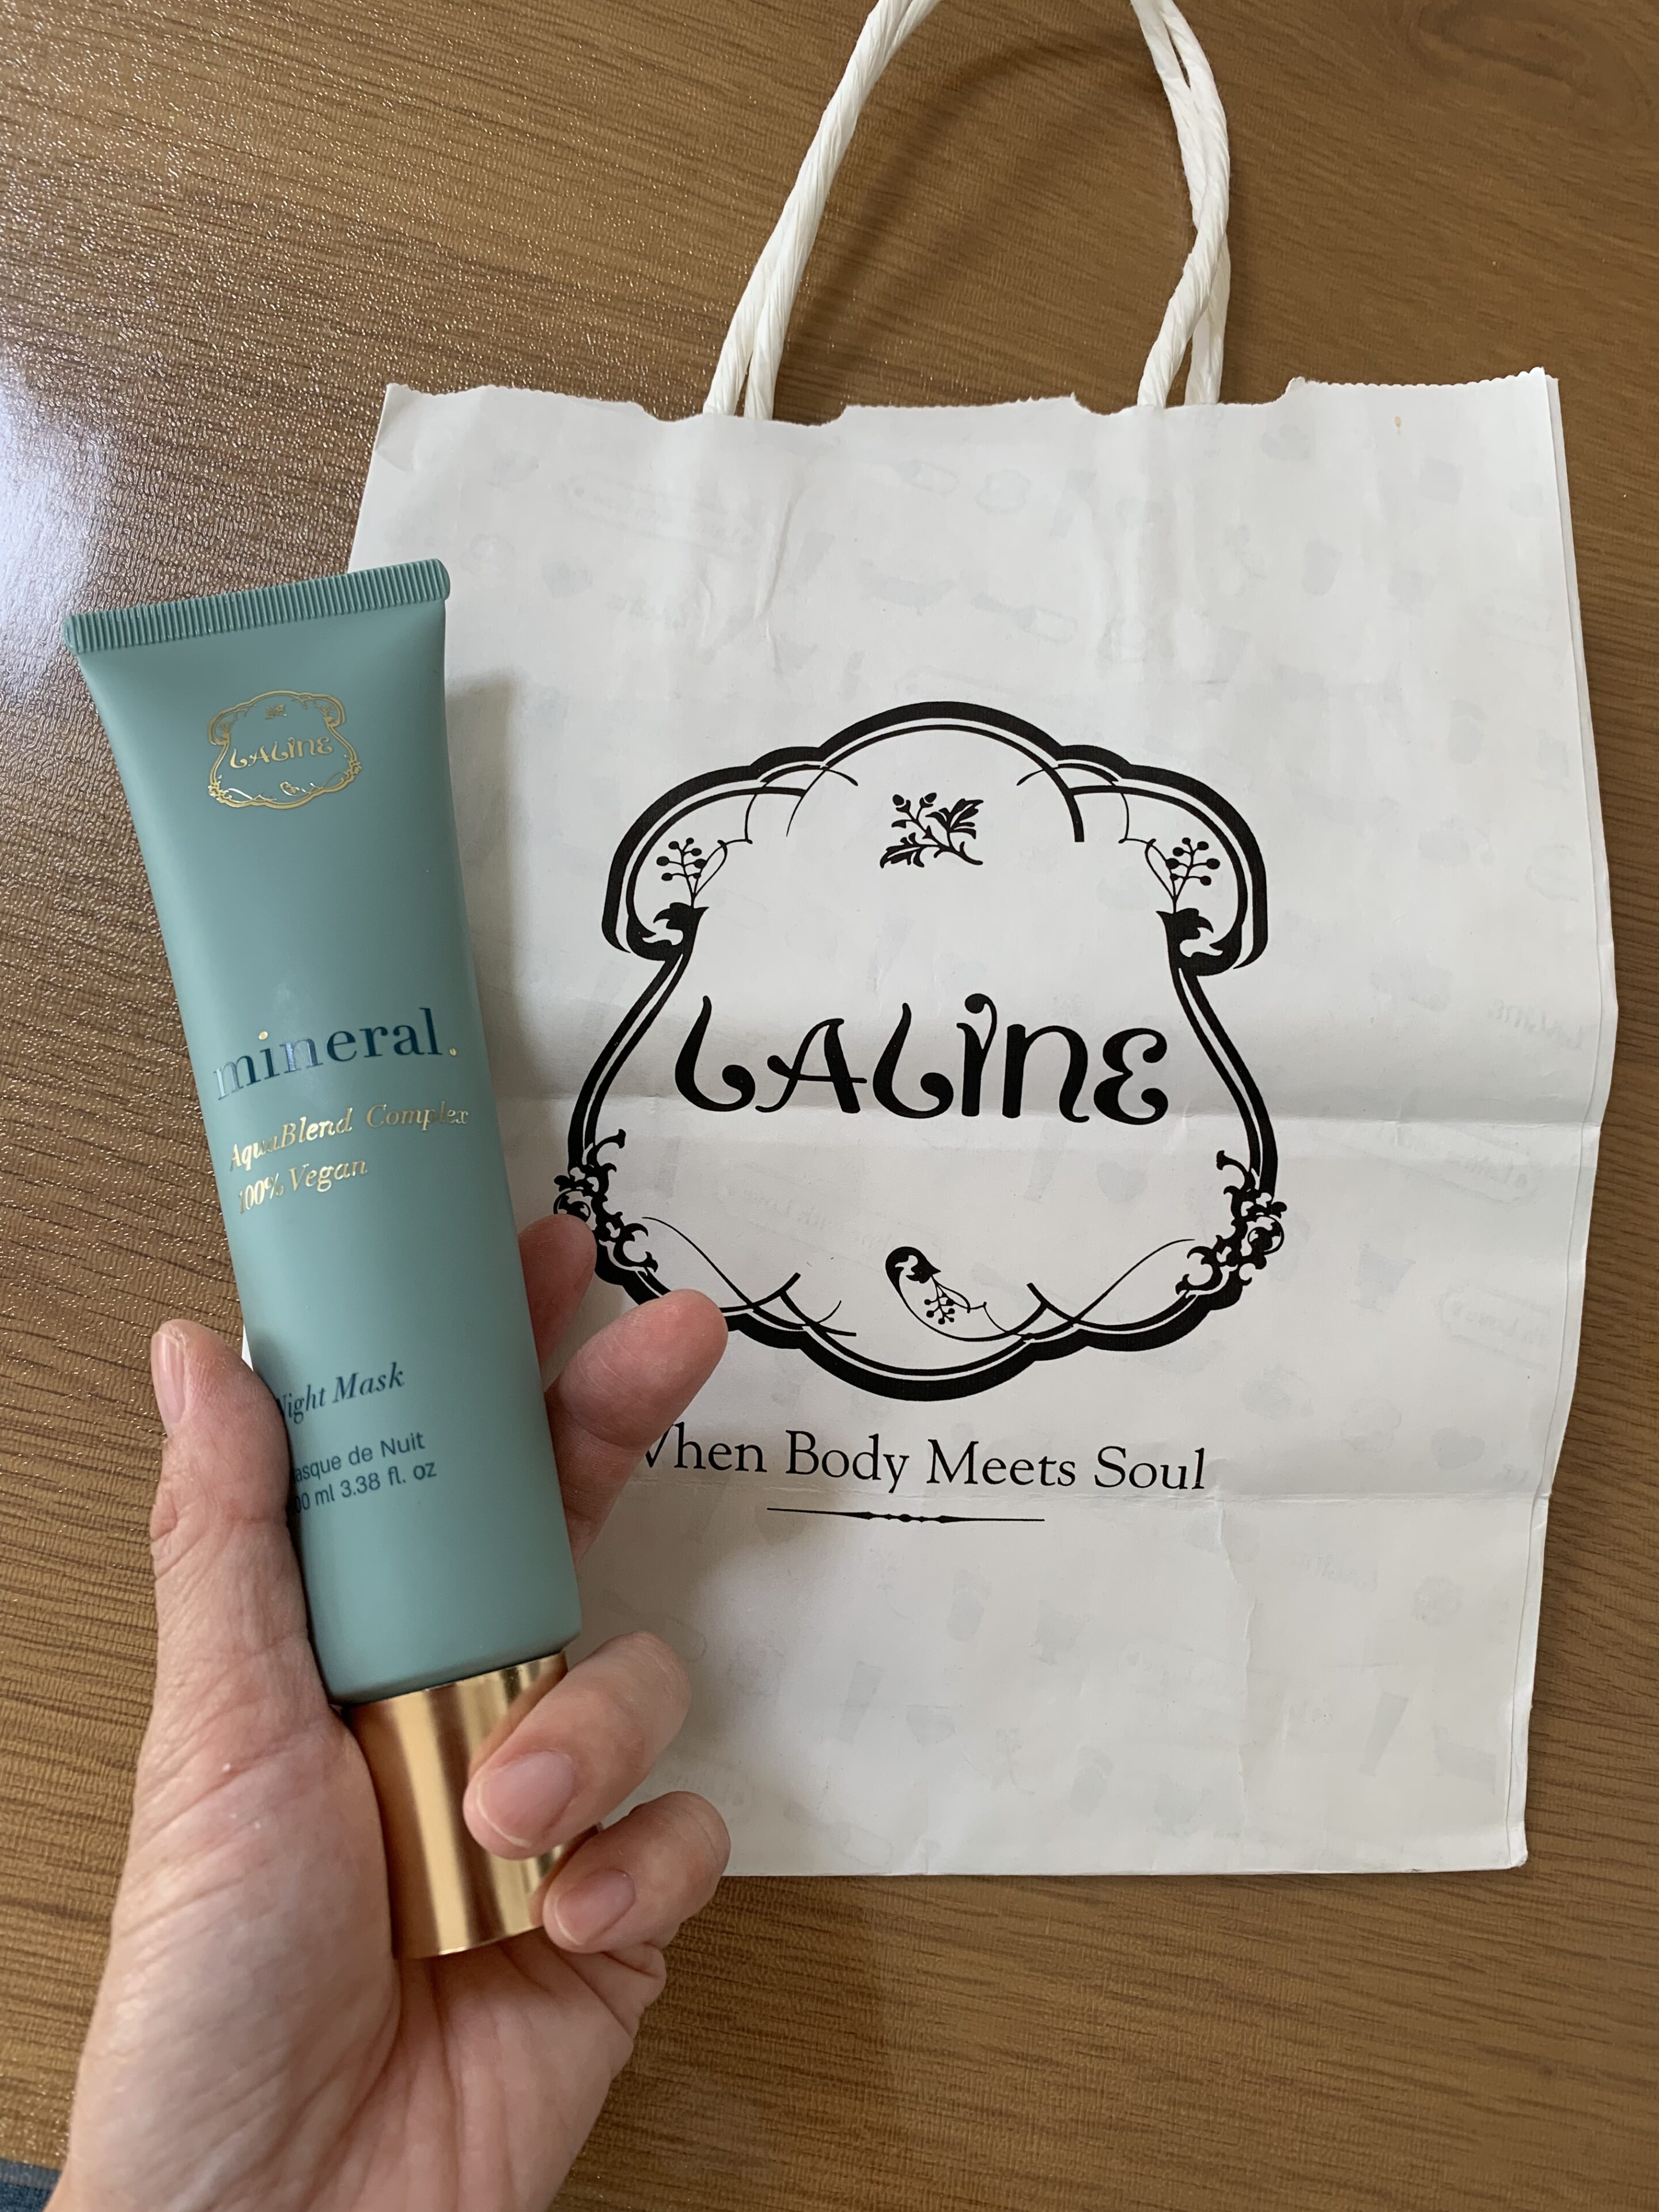 LALINE
mineral.
AquaBlend Complex
100% Vegan
Night Mask
asque de Nuit
00 ml 3.38 fl. oz
LALINE
When Body Meets Soul